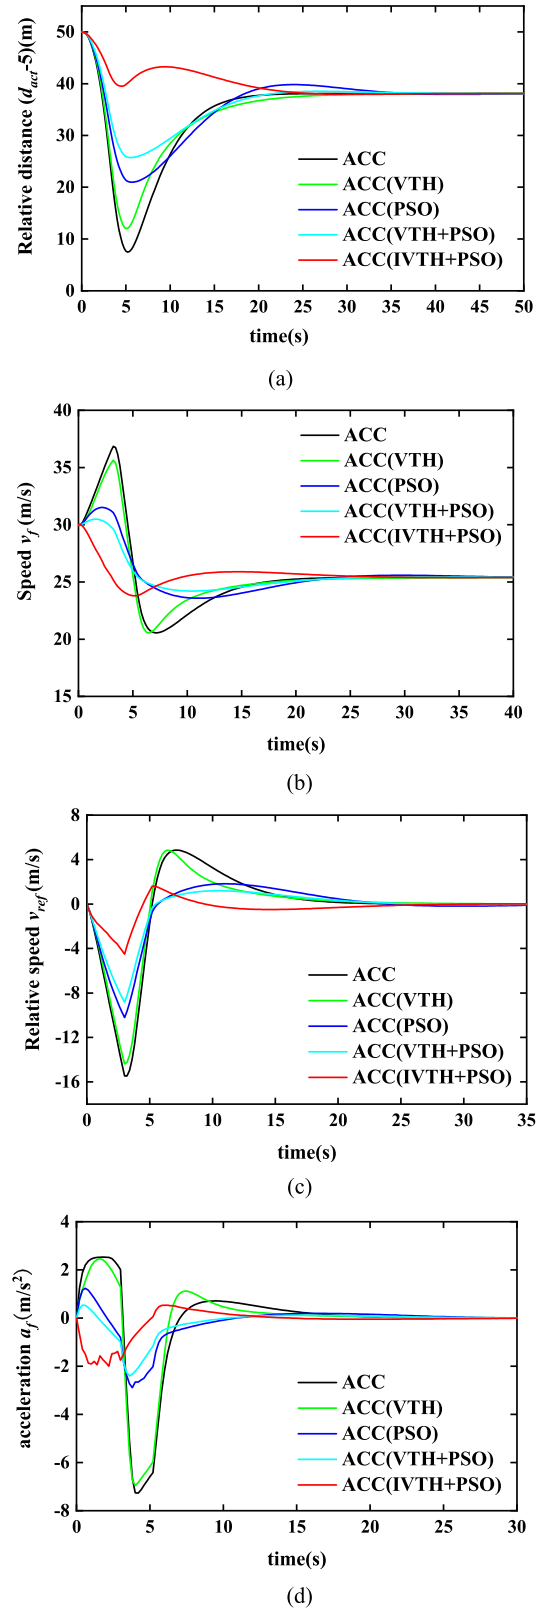 Relative distance (d_act-5)(m)
60
50
40
30
20
10
0
ACC
ACC(VTH)
ACC(PSO)
ACC(VTH+PSO)
ACC(IVTH+PSO)
0 5 10 15 20 25 30 35 40 45 50
time(s)
(a)
Speed v_f (m/s)
40
35
30
25
20
15
ACC
ACC(VTH)
ACC(PSO)
ACC(VTH+PSO)
ACC(IVTH+PSO)
0 5 10 15 20 25 30 35 40
time(s)
(b)
Relative speed v_ref (m/s)
8
4
0
-4
-8
-12
-16
ACC
ACC(VTH)
ACC(PSO)
ACC(VTH+PSO)
ACC(IVTH+PSO)
0 5 10 15 20 25 30 35
time(s)
(c)
acceleration a_f (m/s²)
4
2
0
-2
-4
-6
-8
ACC
ACC(VTH)
ACC(PSO)
ACC(VTH+PSO)
ACC(IVTH+PSO)
0 5 10 15 20 25 30
time(s)
(d)